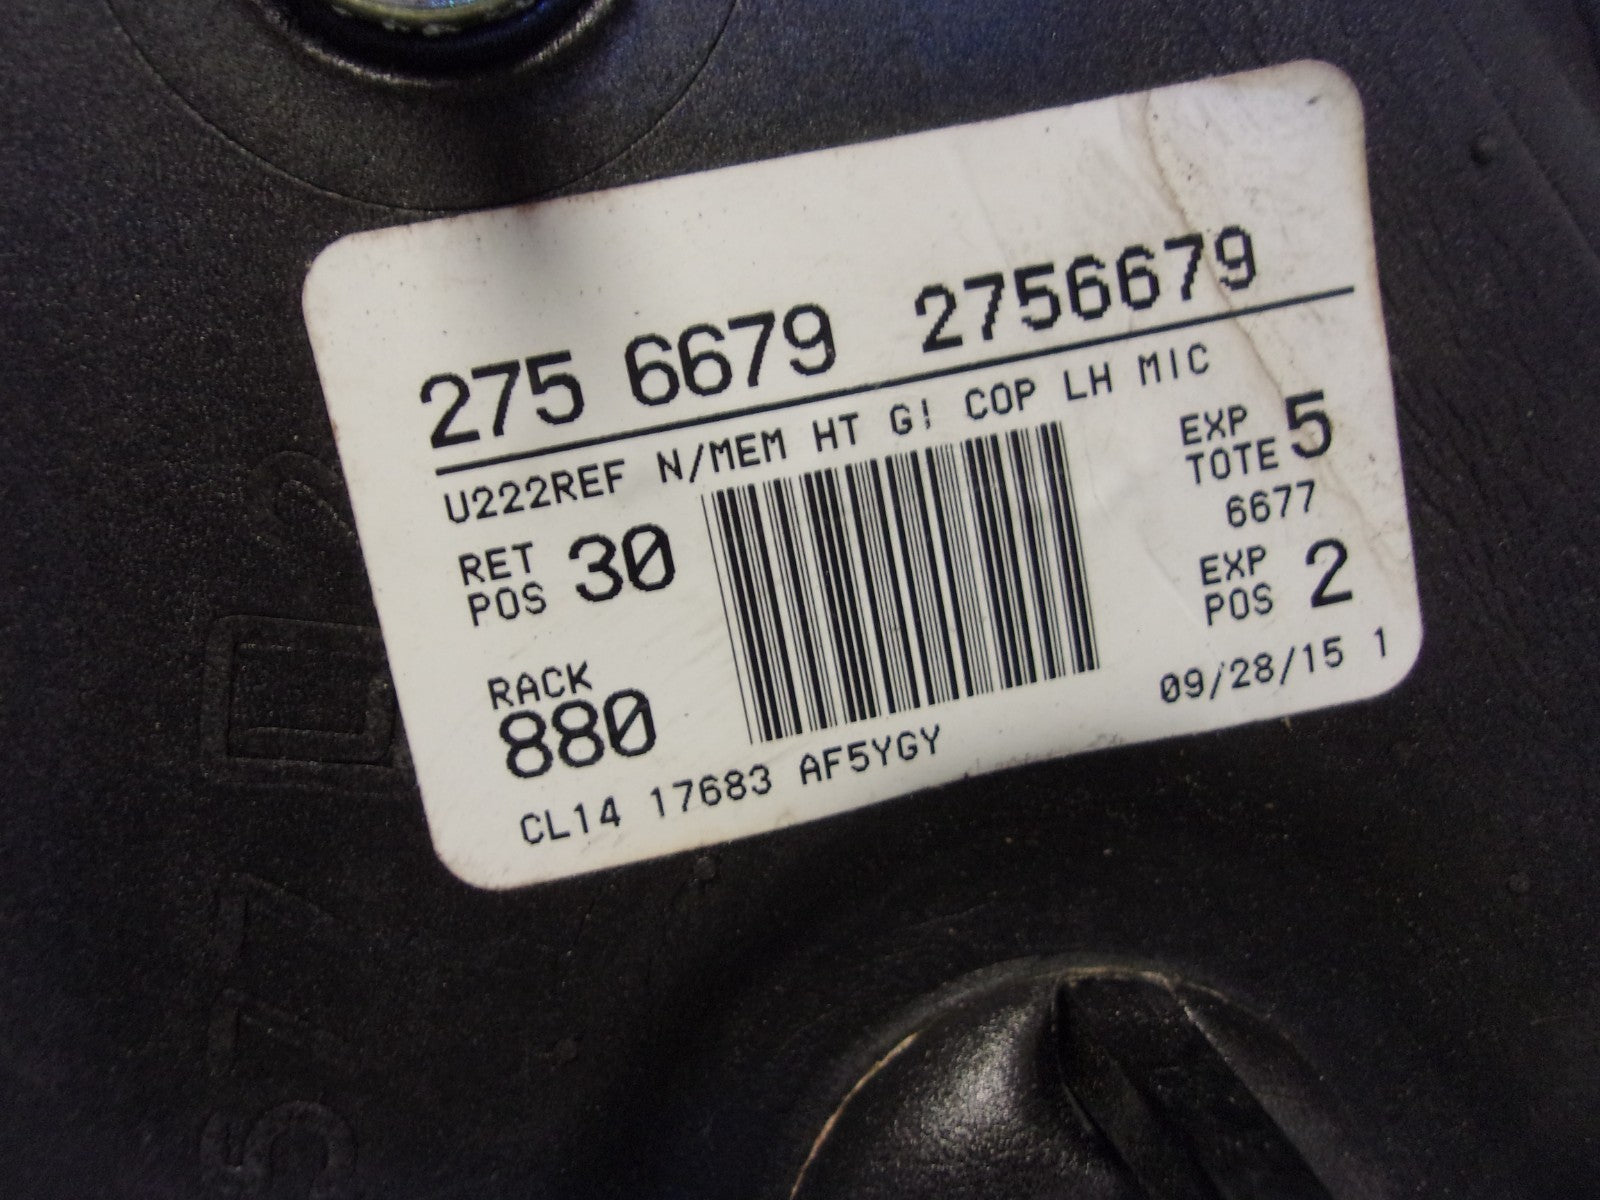 275 6679 2756679
U222REF N/MEM HT G! COP LH MIC
RET POS 30
EXP TOTE 5
6677
EXP POS 2
RACK
880
09/28/15 1
CL14 17683 AF5YGY